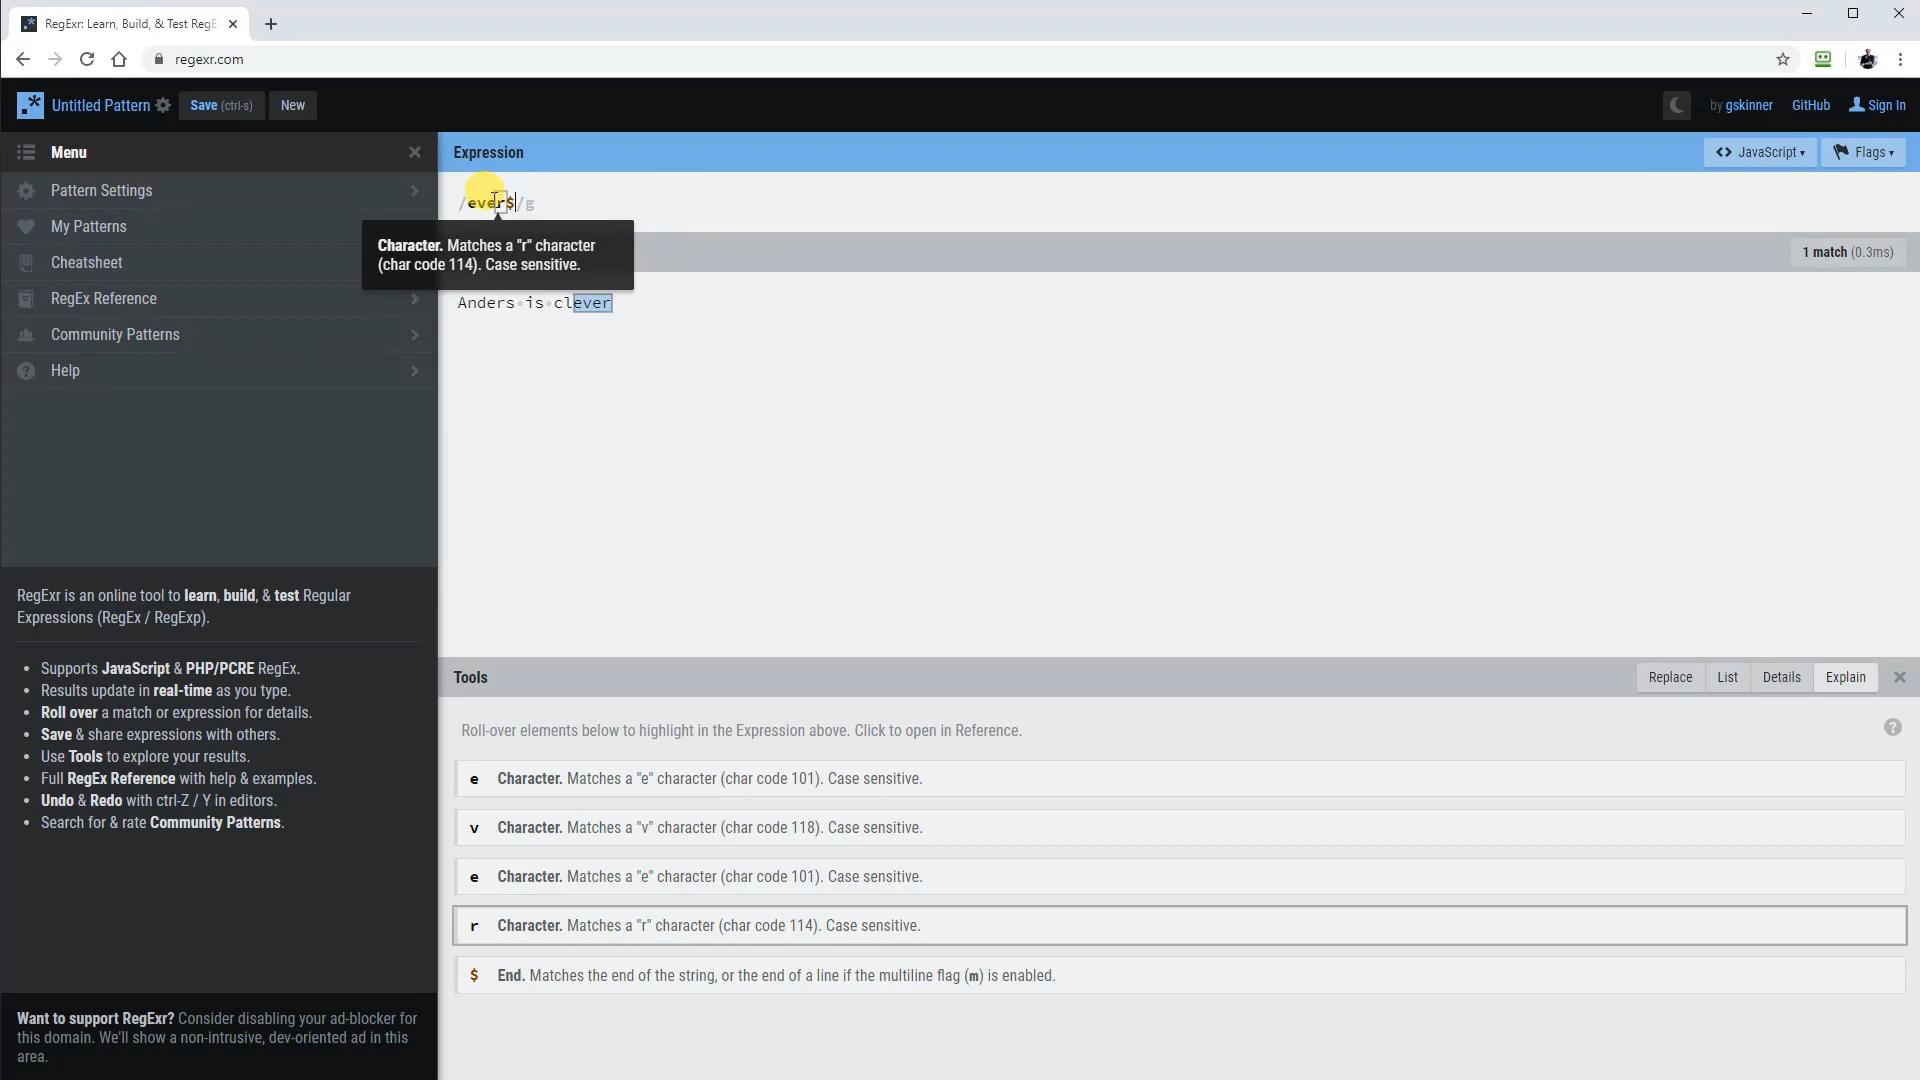 RegExr: Learn, Build, & Test RegE
regexr.com
Untitled Pattern Save (ctrl-s) New by gskinner GitHub Sign In
Menu
Pattern Settings
My Patterns
Cheatsheet
RegEx Reference
Community Patterns
Help
RegExr is an online tool to learn, build, & test Regular
Expressions (RegEx / RegExp).
• Supports JavaScript & PHP/PCRE RegEx.
• Results update in real-time as you type.
• Roll over a match or expression for details.
• Save & share expressions with others.
• Use Tools to explore your results.
• Full RegEx Reference with help & examples.
• Undo & Redo with ctrl-Z / Y in editors.
• Search for & rate Community Patterns.
Want to support RegExr? Consider disabling your ad-blocker for
this domain. We'll show a non-intrusive, dev-oriented ad in this
area.
Expression <> JavaScript ▾ Flags ▾
/ever$/g
Character. Matches a "r" character
(char code 114). Case sensitive.
1 match (0.3ms)
Anders·is·clever
Tools Replace List Details Explain
Roll-over elements below to highlight in the Expression above. Click to open in Reference.
e Character. Matches a "e" character (char code 101). Case sensitive.
v Character. Matches a "v" character (char code 118). Case sensitive.
e Character. Matches a "e" character (char code 101). Case sensitive.
r Character. Matches a "r" character (char code 114). Case sensitive.
$ End. Matches the end of the string, or the end of a line if the multiline flag (m) is enabled.